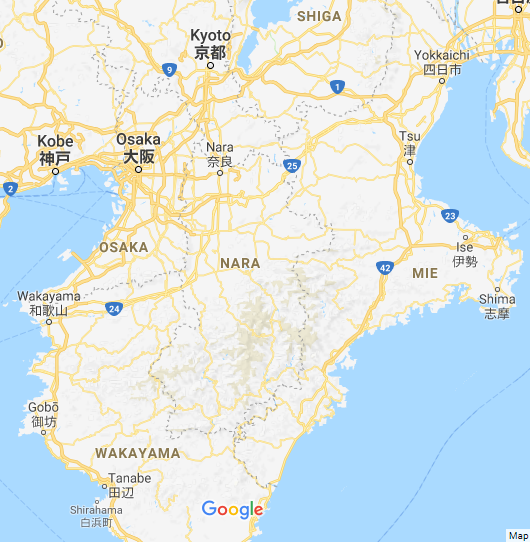 SHIGA
Kyoto
京都
Yokkaichi
四日市
9
1
Kobe
神戸
Osaka
大阪
Nara
奈良
Tsu
津
25
2
23
OSAKA
NARA
Ise
伊勢
42
MIE
Wakayama
和歌山
24
Shima
志摩
Gobō
御坊
WAKAYAMA
Tanabe
田辺
Shirahama
白浜町
Google
Map